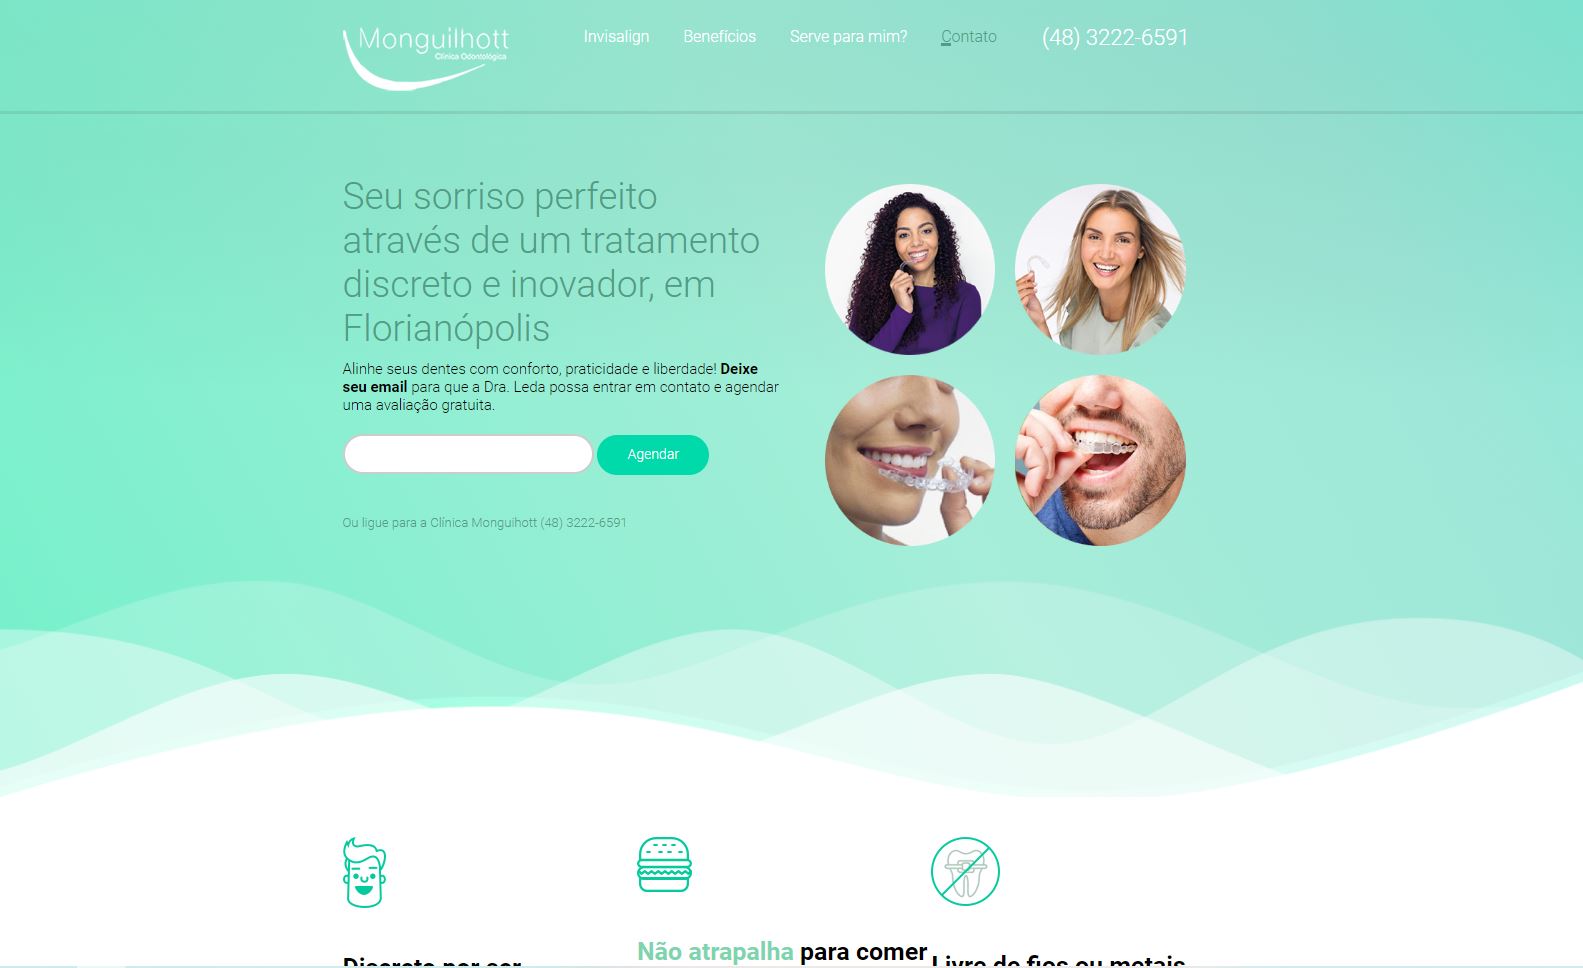 Monguilhott
Clínica Odontológica
Invisalign
Benefícios
Serve para mim?
Contato
(48) 3222-6591
Seu sorriso perfeito
através de um tratamento
discreto e inovador, em
Florianópolis
Alinhe seus dentes com conforto, praticidade e liberdade! Deixe
seu email para que a Dra. Leda possa entrar em contato e agendar
uma avaliação gratuita.
Agendar
Ou ligue para a Clínica Monguihott (48) 3222-6591
Discreto por ser
Não atrapalha para comer
Livre de fios ou metais